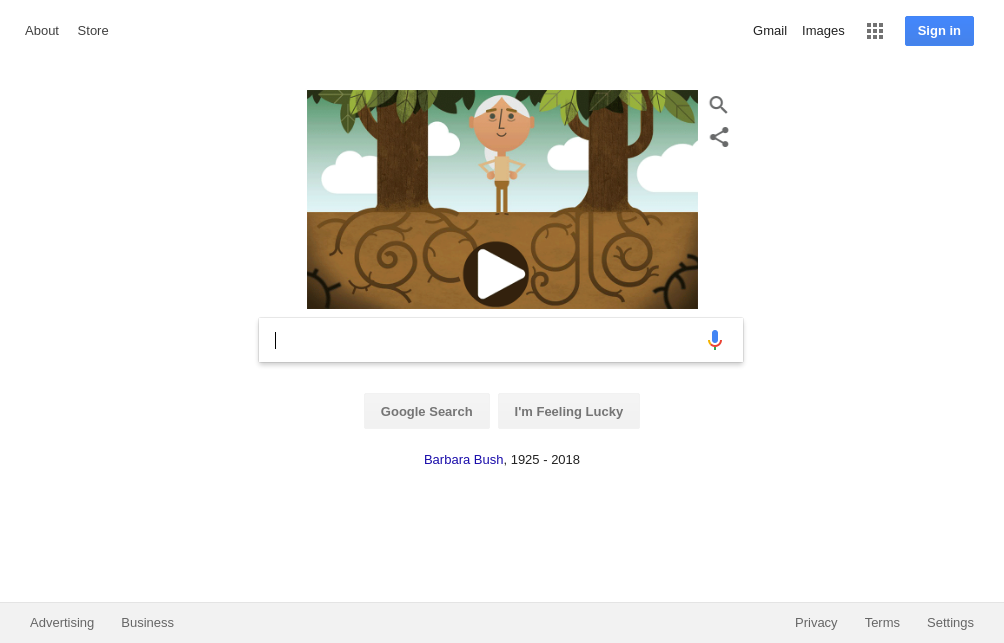 About Store Gmail Images Sign in
Google
Google Search I'm Feeling Lucky
Barbara Bush, 1925 - 2018
Advertising Business Privacy Terms Settings